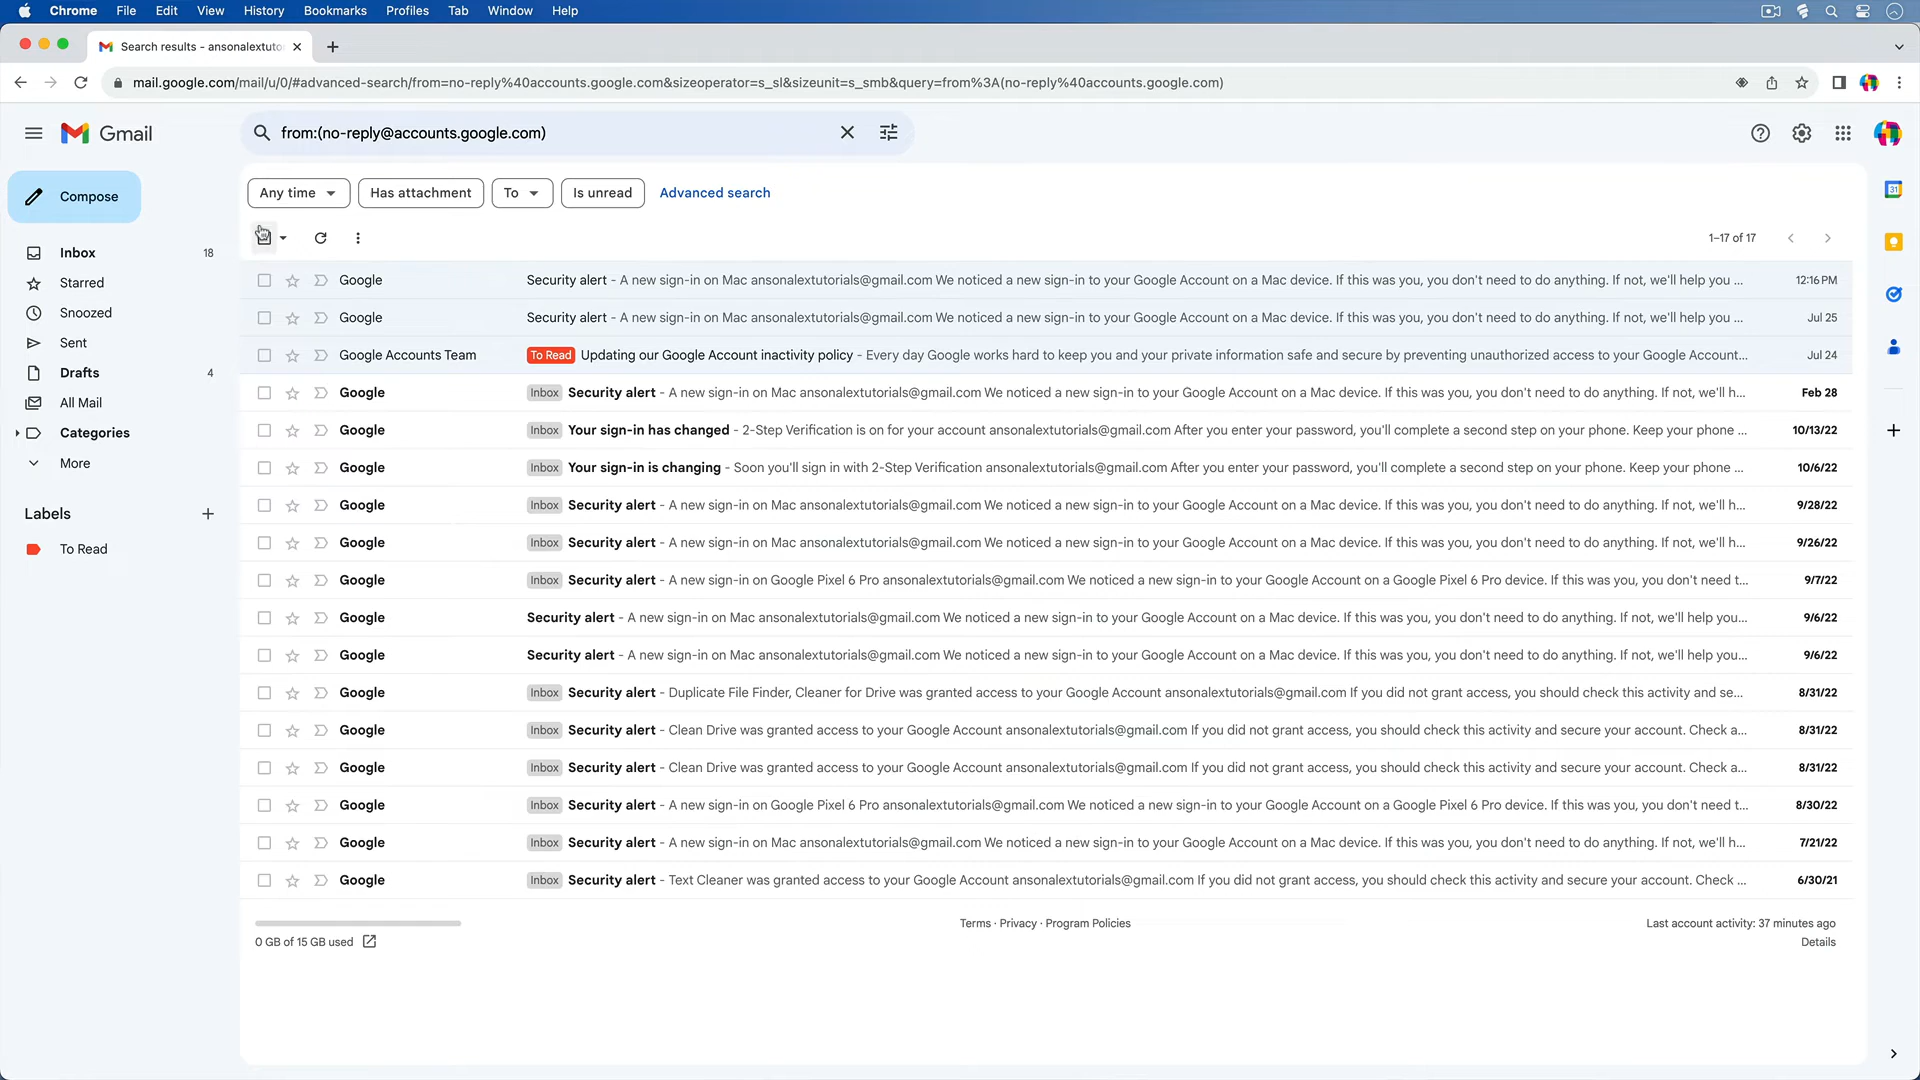 Chrome File Edit View History Bookmarks Profiles Tab Window Help
Search results - ansonalextuto
mail.google.com/mail/u/0/#advanced-search/from=no-reply%40accounts.google.com&sizeoperator=s_sl&sizeunit=s_smb&query=from%3A(no-reply%40accounts.google.com)
Gmail
from:(no-reply@accounts.google.com)
Compose
Inbox 18
Starred
Snoozed
Sent
Drafts 4
All Mail
Categories
More
Labels
To Read
Any time Has attachment To Is unread Advanced search
1–17 of 17
Google Security alert - A new sign-in on Mac ansonalextutorials@gmail.com We noticed a new sign-in to your Google Account on a Mac device. If this was you, you don't need to do anything. If not, we'll help you ... 12:16 PM
Google Security alert - A new sign-in on Mac ansonalextutorials@gmail.com We noticed a new sign-in to your Google Account on a Mac device. If this was you, you don't need to do anything. If not, we'll help you ... Jul 25
Google Accounts Team To Read Updating our Google Account inactivity policy - Every day Google works hard to keep you and your private information safe and secure by preventing unauthorized access to your Google Account... Jul 24
Google Inbox Security alert - A new sign-in on Mac ansonalextutorials@gmail.com We noticed a new sign-in to your Google Account on a Mac device. If this was you, you don't need to do anything. If not, we'll h... Feb 28
Google Inbox Your sign-in has changed - 2-Step Verification is on for your account ansonalextutorials@gmail.com After you enter your password, you'll complete a second step on your phone. Keep your phone ... 10/13/22
Google Inbox Your sign-in is changing - Soon you'll sign in with 2-Step Verification ansonalextutorials@gmail.com After you enter your password, you'll complete a second step on your phone. Keep your phone ... 10/6/22
Google Inbox Security alert - A new sign-in on Mac ansonalextutorials@gmail.com We noticed a new sign-in to your Google Account on a Mac device. If this was you, you don't need to do anything. If not, we'll h... 9/28/22
Google Inbox Security alert - A new sign-in on Mac ansonalextutorials@gmail.com We noticed a new sign-in to your Google Account on a Mac device. If this was you, you don't need to do anything. If not, we'll h... 9/26/22
Google Inbox Security alert - A new sign-in on Google Pixel 6 Pro ansonalextutorials@gmail.com We noticed a new sign-in to your Google Account on a Google Pixel 6 Pro device. If this was you, you don't need t... 9/7/22
Google Security alert - A new sign-in on Mac ansonalextutorials@gmail.com We noticed a new sign-in to your Google Account on a Mac device. If this was you, you don't need to do anything. If not, we'll help you... 9/6/22
Google Security alert - A new sign-in on Mac ansonalextutorials@gmail.com We noticed a new sign-in to your Google Account on a Mac device. If this was you, you don't need to do anything. If not, we'll help you... 9/6/22
Google Inbox Security alert - Duplicate File Finder, Cleaner for Drive was granted access to your Google Account ansonalextutorials@gmail.com If you did not grant access, you should check this activity and se... 8/31/22
Google Inbox Security alert - Clean Drive was granted access to your Google Account ansonalextutorials@gmail.com If you did not grant access, you should check this activity and secure your account. Check a... 8/31/22
Google Inbox Security alert - Clean Drive was granted access to your Google Account ansonalextutorials@gmail.com If you did not grant access, you should check this activity and secure your account. Check a... 8/31/22
Google Inbox Security alert - A new sign-in on Google Pixel 6 Pro ansonalextutorials@gmail.com We noticed a new sign-in to your Google Account on a Google Pixel 6 Pro device. If this was you, you don't need t... 8/30/22
Google Inbox Security alert - A new sign-in on Mac ansonalextutorials@gmail.com We noticed a new sign-in to your Google Account on a Mac device. If this was you, you don't need to do anything. If not, we'll h... 7/21/22
Google Inbox Security alert - Text Cleaner was granted access to your Google Account ansonalextutorials@gmail.com If you did not grant access, you should check this activity and secure your account. Check ... 6/30/21
Terms · Privacy · Program Policies
Last account activity: 37 minutes ago
0 GB of 15 GB used
Details
31